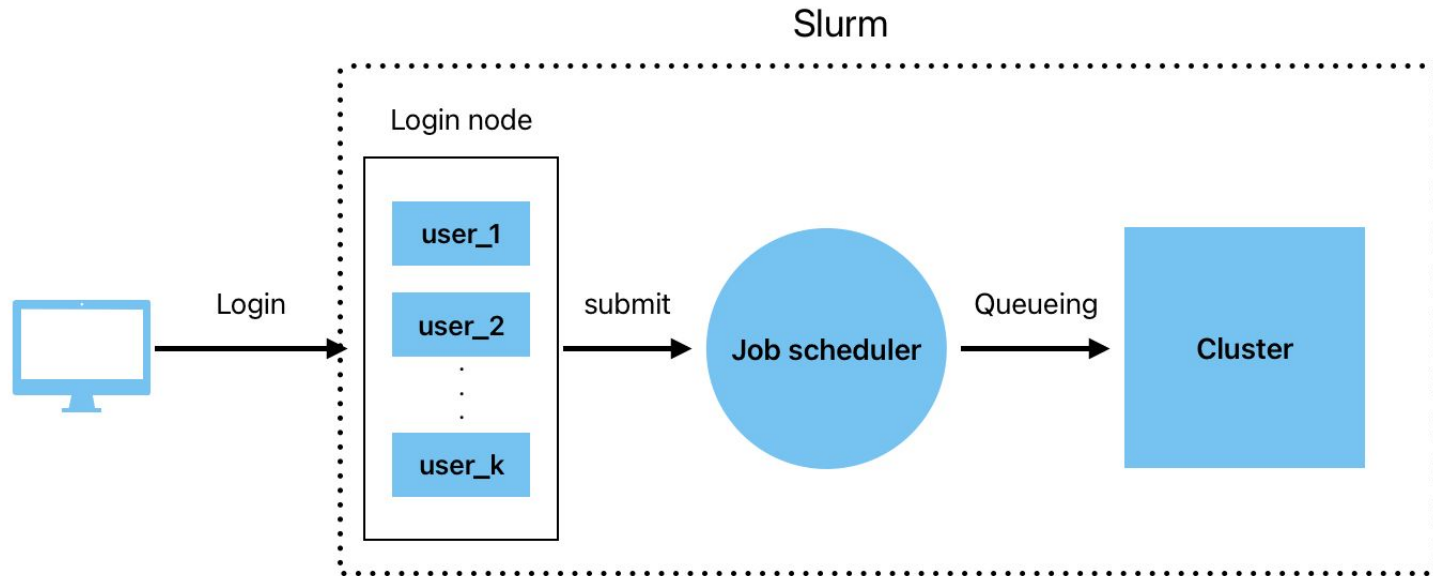 Slurm
Login node
user_1
Login
user_2
submit
Job scheduler
Queueing
Cluster
user_k